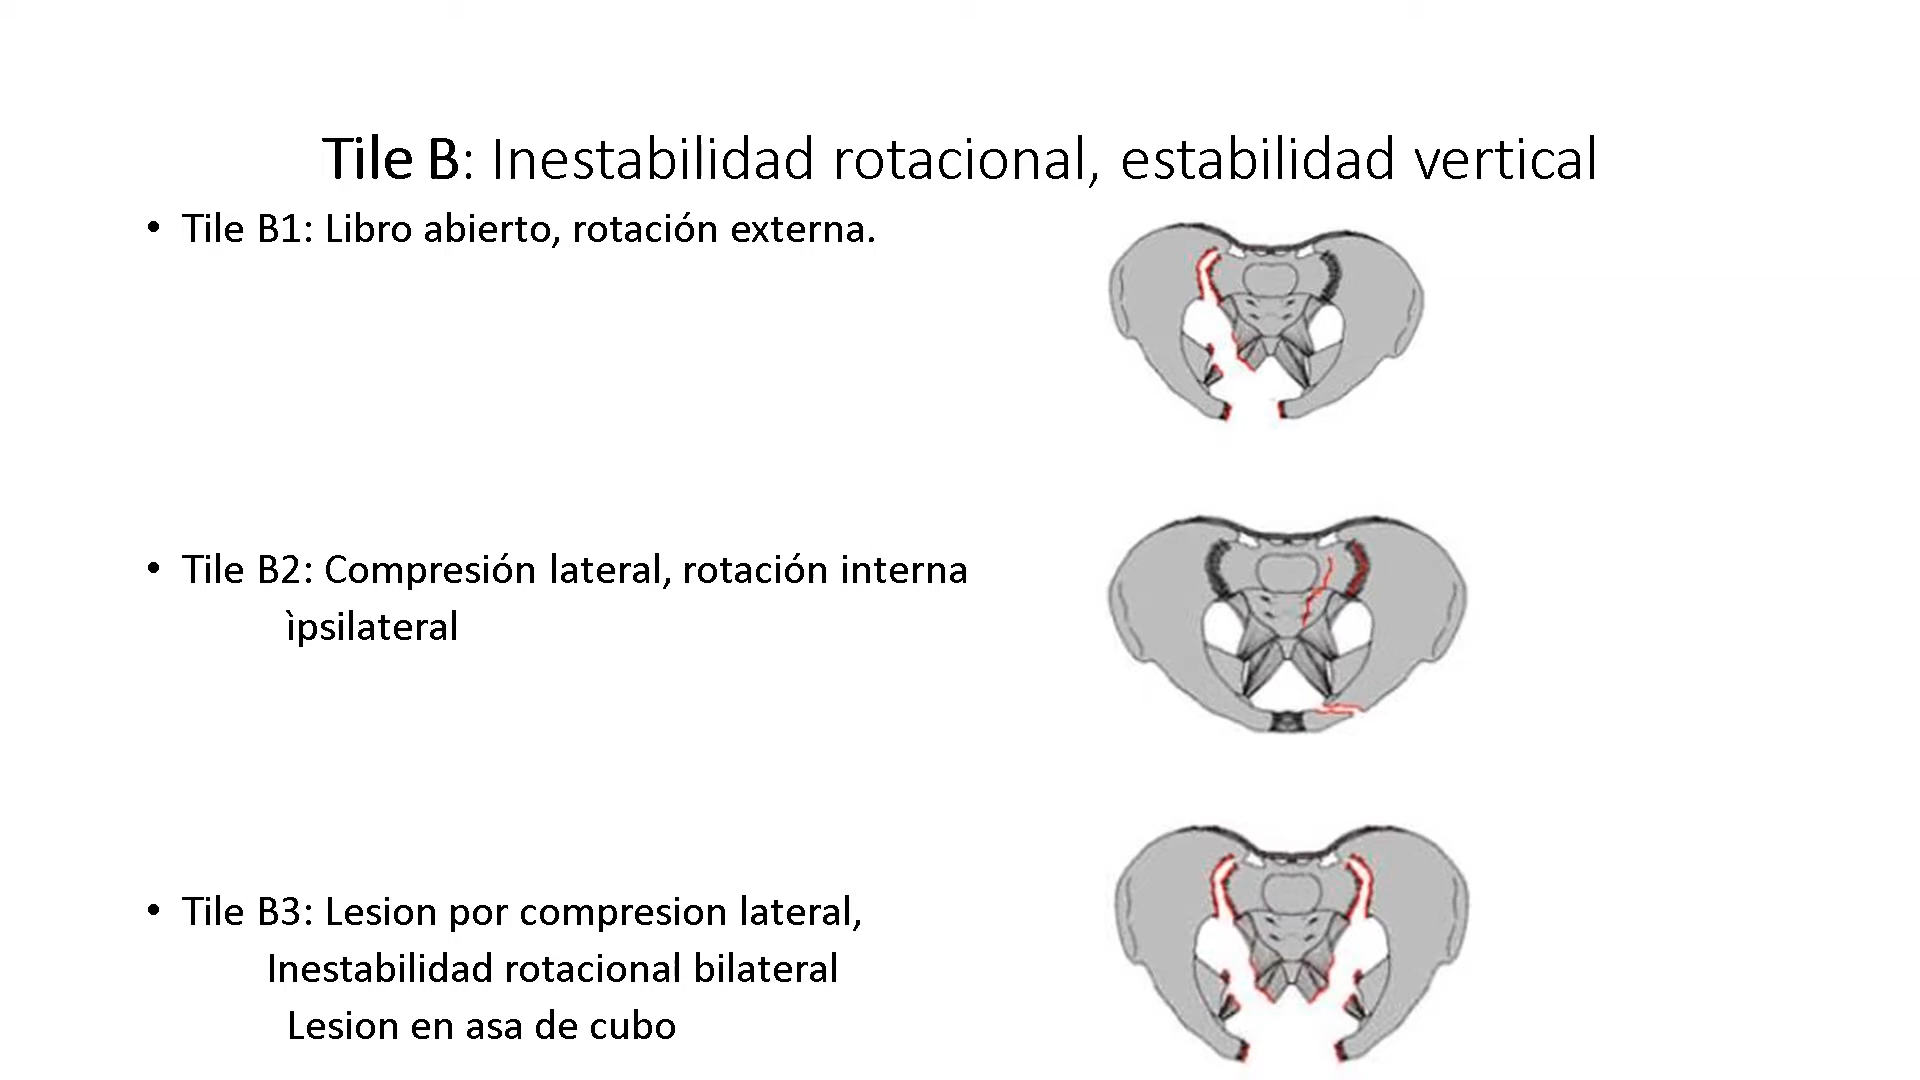 Tile B: Inestabilidad rotacional, estabilidad vertical
• Tile B1: Libro abierto, rotación externa.
• Tile B2: Compresión lateral, rotación interna
ìpsilateral
• Tile B3: Lesion por compresion lateral,
Inestabilidad rotacional bilateral
Lesion en asa de cubo